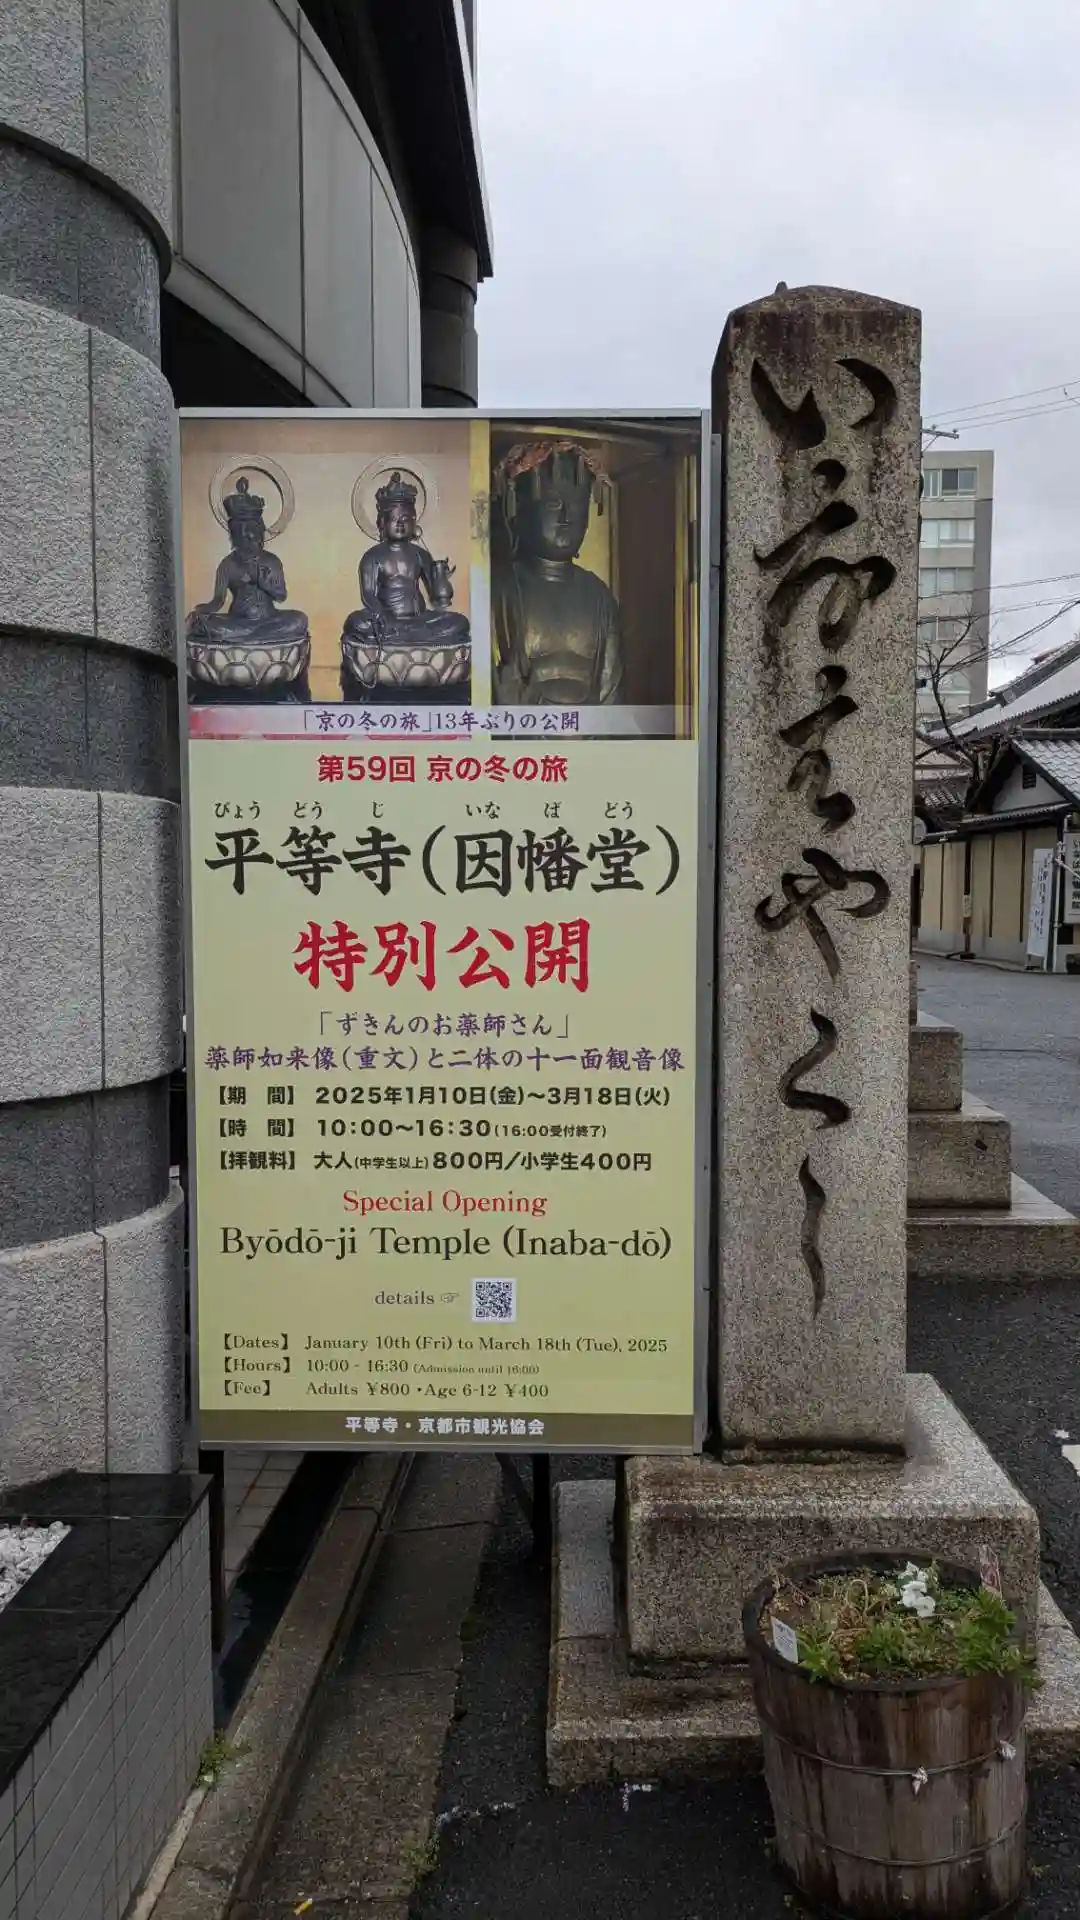 「京の冬の旅」13年ぶりの公開
第59回 京の冬の旅
びょう どう じ いな ば どう
平等寺(因幡堂)
特別公開
「ずきんのお薬師さん」
薬師如来像(重文)と二体の十一面観音像
【期 間】 2025年1月10日(金)~3月18日(火)
【時 間】 10:00~16:30(16:00受付終了)
【拝観料】 大人(中学生以上)800円/小学生400円
Special Opening
Byōdō-ji Temple (Inaba-dō)
details ☞
【Dates】 January 10th (Fri) to March 18th (Tue), 2025
【Hours】 10:00 - 16:30 (Admission until 16:00)
【Fee】 Adults ¥800・Age 6-12 ¥400
平等寺・京都市観光協会